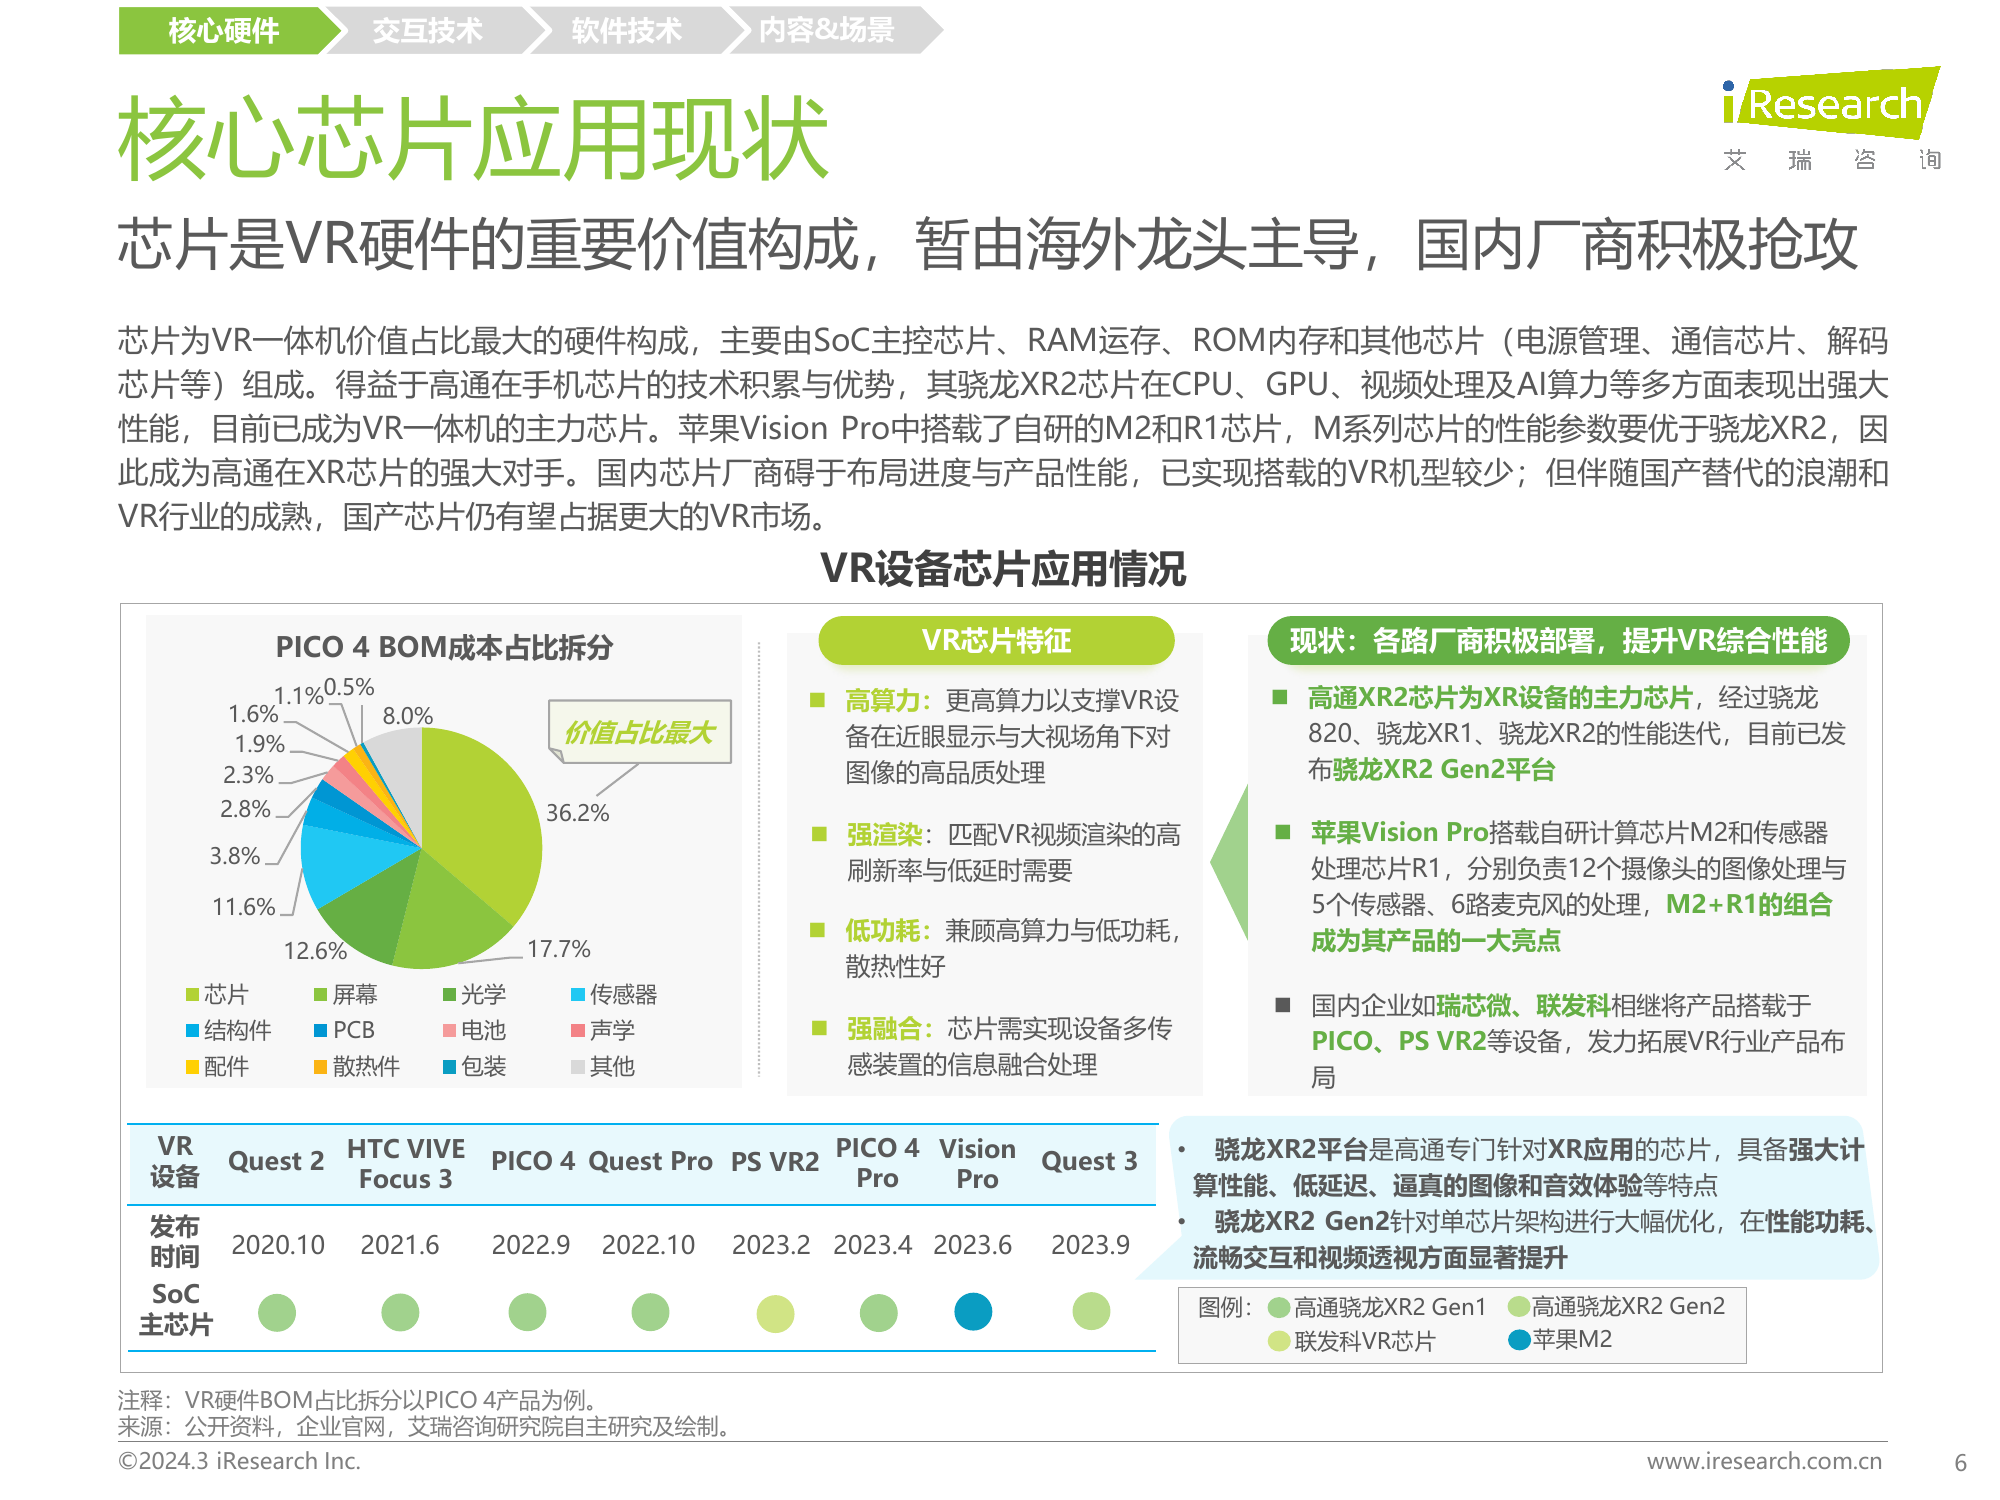 核心硬件 交互技术 软件技术 内容&场景
核心芯片应用现状
iResearch
艾瑞咨询
芯片是VR硬件的重要价值构成，暂由海外龙头主导，国内厂商积极抢攻
芯片为VR一体机价值占比最大的硬件构成，主要由SoC主控芯片、RAM运存、ROM内存和其他芯片（电源管理、通信芯片、解码
芯片等）组成。得益于高通在手机芯片的技术积累与优势，其骁龙XR2芯片在CPU、GPU、视频处理及AI算力等多方面表现出强大
性能，目前已成为VR一体机的主力芯片。苹果Vision Pro中搭载了自研的M2和R1芯片，M系列芯片的性能参数要优于骁龙XR2，因
此成为高通在XR芯片的强大对手。国内芯片厂商碍于布局进度与产品性能，已实现搭载的VR机型较少；但伴随国产替代的浪潮和
VR行业的成熟，国产芯片仍有望占据更大的VR市场。
VR设备芯片应用情况
PICO 4 BOM成本占比拆分
价值占比最大
36.2%
17.7%
12.6%
11.6%
3.8%
2.8%
2.3%
1.9%
1.6%
1.1%
0.5%
8.0%
芯片 屏幕 光学 传感器
结构件 PCB 电池 声学
配件 散热件 包装 其他
VR芯片特征
高算力：更高算力以支撑VR设
备在近眼显示与大视场角下对
图像的高品质处理
强渲染：匹配VR视频渲染的高
刷新率与低延时需要
低功耗：兼顾高算力与低功耗，
散热性好
强融合：芯片需实现设备多传
感装置的信息融合处理
现状：各路厂商积极部署，提升VR综合性能
高通XR2芯片为XR设备的主力芯片，经过骁龙
820、骁龙XR1、骁龙XR2的性能迭代，目前已发
布骁龙XR2 Gen2平台
苹果Vision Pro搭载自研计算芯片M2和传感器
处理芯片R1，分别负责12个摄像头的图像处理与
5个传感器、6路麦克风的处理，M2+R1的组合
成为其产品的一大亮点
国内企业如瑞芯微、联发科相继将产品搭载于
PICO、PS VR2等设备，发力拓展VR行业产品布
局
VR设备 Quest 2 HTC VIVE Focus 3 PICO 4 Quest Pro PS VR2 PICO 4 Pro Vision Pro Quest 3
发布时间 2020.10 2021.6 2022.9 2022.10 2023.2 2023.4 2023.6 2023.9
SoC主芯片
• 骁龙XR2平台是高通专门针对XR应用的芯片，具备强大计
算性能、低延迟、逼真的图像和音效体验等特点
• 骁龙XR2 Gen2针对单芯片架构进行大幅优化，在性能功耗、
流畅交互和视频透视方面显著提升
图例： 高通骁龙XR2 Gen1 高通骁龙XR2 Gen2
联发科VR芯片 苹果M2
注释：VR硬件BOM占比拆分以PICO 4产品为例。
来源：公开资料，企业官网，艾瑞咨询研究院自主研究及绘制。
©2024.3 iResearch Inc. www.iresearch.com.cn 6